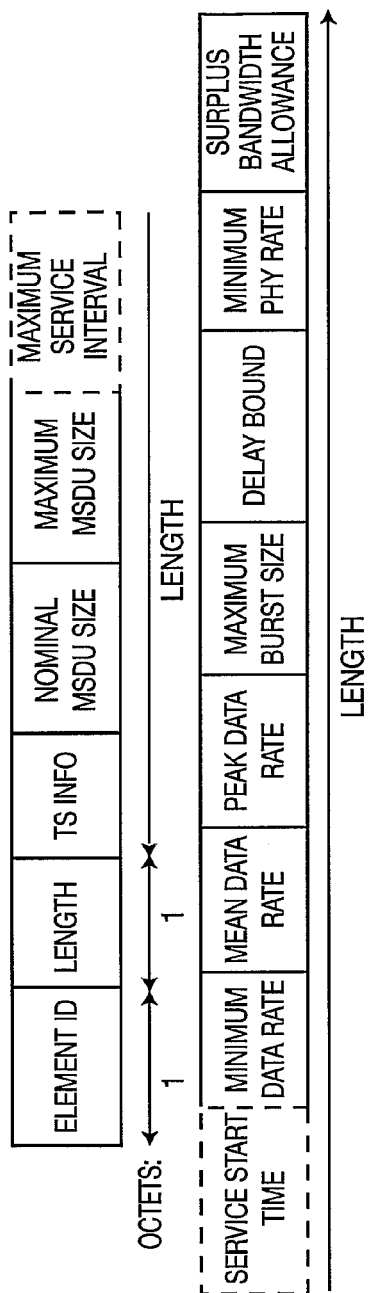 ELEMENT ID
LENGTH
TS INFO
NOMINAL
MSDU SIZE
MAXIMUM
MSDU SIZE
MAXIMUM
SERVICE
INTERVAL
OCTETS:
1
1
LENGTH
SERVICE START
TIME
MINIMUM
DATA RATE
MEAN DATA
RATE
PEAK DATA
RATE
MAXIMUM
BURST SIZE
DELAY BOUND
MINIMUM
PHY RATE
SURPLUS
BANDWIDTH
ALLOWANCE
LENGTH